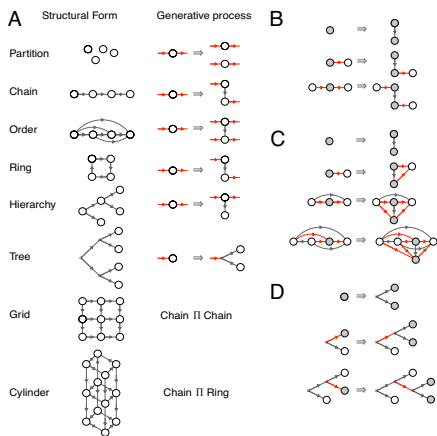 A
Structural Form
Generative process
Partition
Chain
Order
Ring
Hierarchy
Tree
Grid
Chain Π Chain
Cylinder
Chain Π Ring
B
C
D